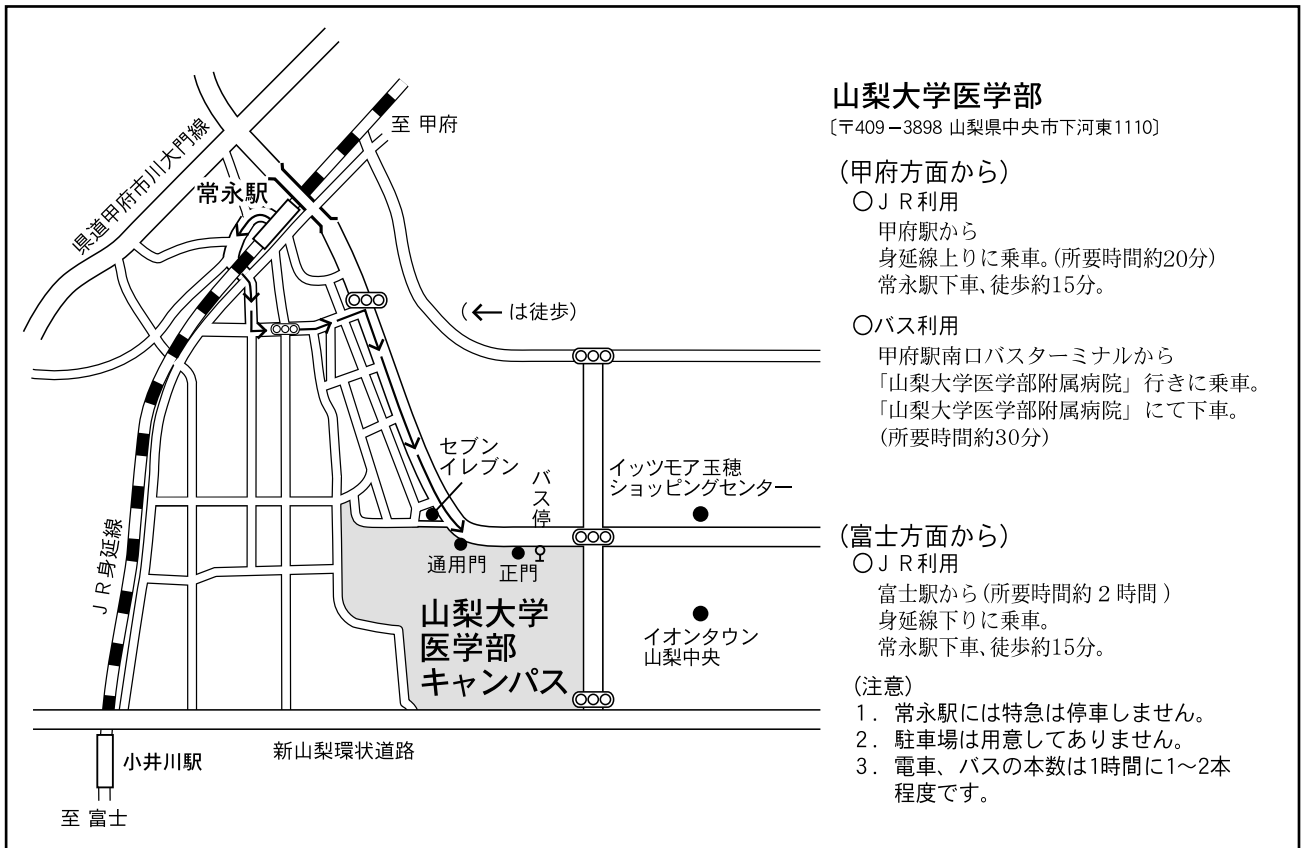 県道甲府市川大門線
至 甲府
常永駅
(← は徒歩)
セブン
イレブン
バス停
イッツモア玉穂
ショッピングセンター
通用門
正門
山梨大学
医学部
キャンパス
イオンタウン
山梨中央
JR身延線
小井川駅
新山梨環状道路
至 富士
山梨大学医学部
〔〒409−3898 山梨県中央市下河東1110〕
(甲府方面から)
○JR利用
甲府駅から
身延線上りに乗車。(所要時間約20分)
常永駅下車、徒歩約15分。
○バス利用
甲府駅南口バスターミナルから
「山梨大学医学部附属病院」行きに乗車。
「山梨大学医学部附属病院」にて下車。
(所要時間約30分)
(富士方面から)
○JR利用
富士駅から(所要時間約2時間)
身延線下りに乗車。
常永駅下車、徒歩約15分。
(注意)
1. 常永駅には特急は停車しません。
2. 駐車場は用意してありません。
3. 電車、バスの本数は1時間に1〜2本
程度です。